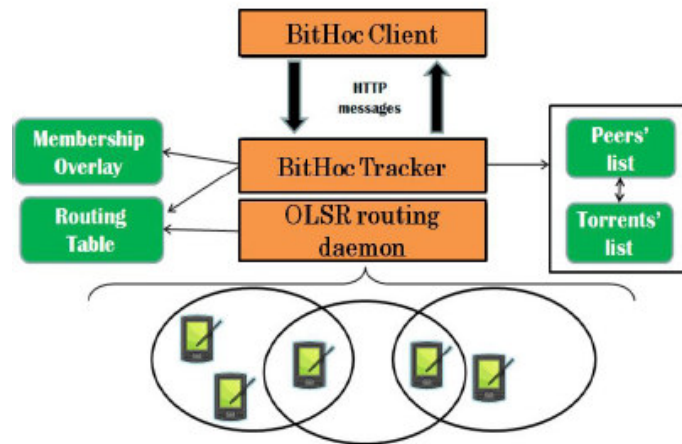 BitHoc Client
HTTP
messages
Membership
Overlay
BitHoc Tracker
Peers'
list
Routing
Table
OLSR routing
daemon
Torrents'
list